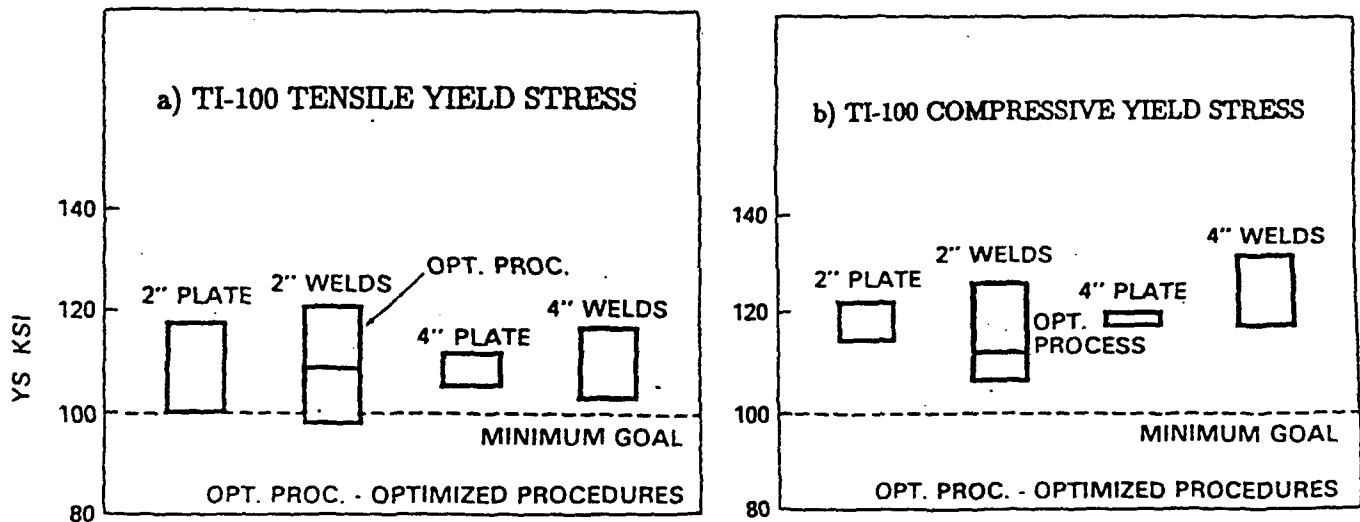 a) TI-100 TENSILE YIELD STRESS
YS KSI
140
120
100
80
2" PLATE
2" WELDS
OPT. PROC.
4" PLATE
4" WELDS
MINIMUM GOAL
OPT. PROC. - OPTIMIZED PROCEDURES
b) TI-100 COMPRESSIVE YIELD STRESS
140
120
100
80
2" PLATE
2" WELDS
OPT.
PROCESS
4" PLATE
4" WELDS
MINIMUM GOAL
OPT. PROC. - OPTIMIZED PROCEDURES